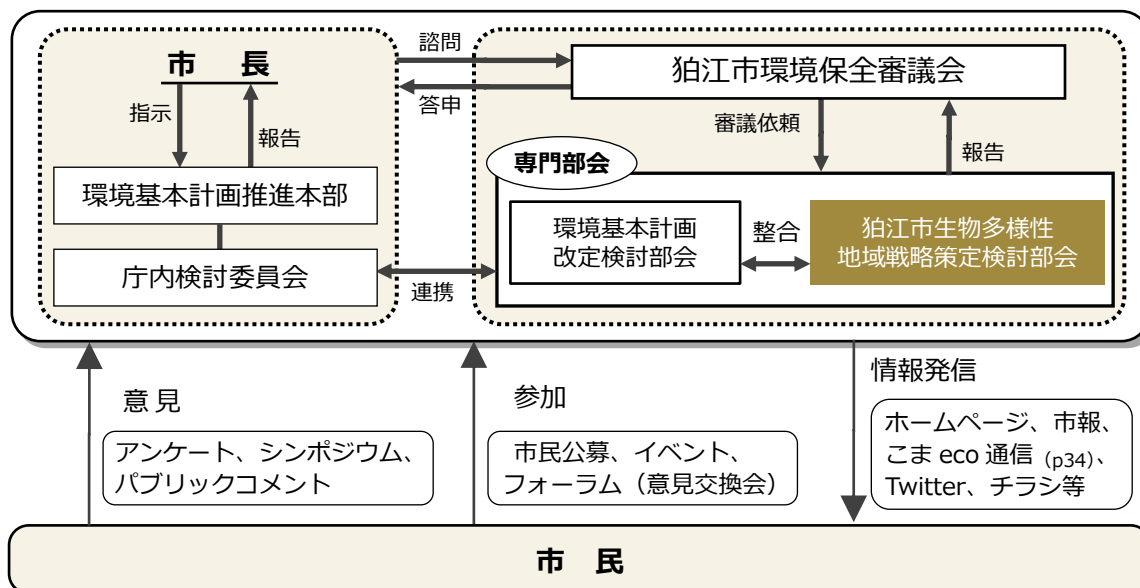 市 長
指示
報告
環境基本計画推進本部
庁内検討委員会
諮問
答申
連携
狛江市環境保全審議会
審議依頼
報告
専門部会
環境基本計画
改定検討部会
整合
狛江市生物多様性
地域戦略策定検討部会
意見
アンケート、シンポジウム、
パブリックコメント
参加
市民公募、イベント、
フォーラム（意見交換会）
情報発信
ホームページ、市報、
こま eco 通信 (p34)、
Twitter、チラシ等
市 民